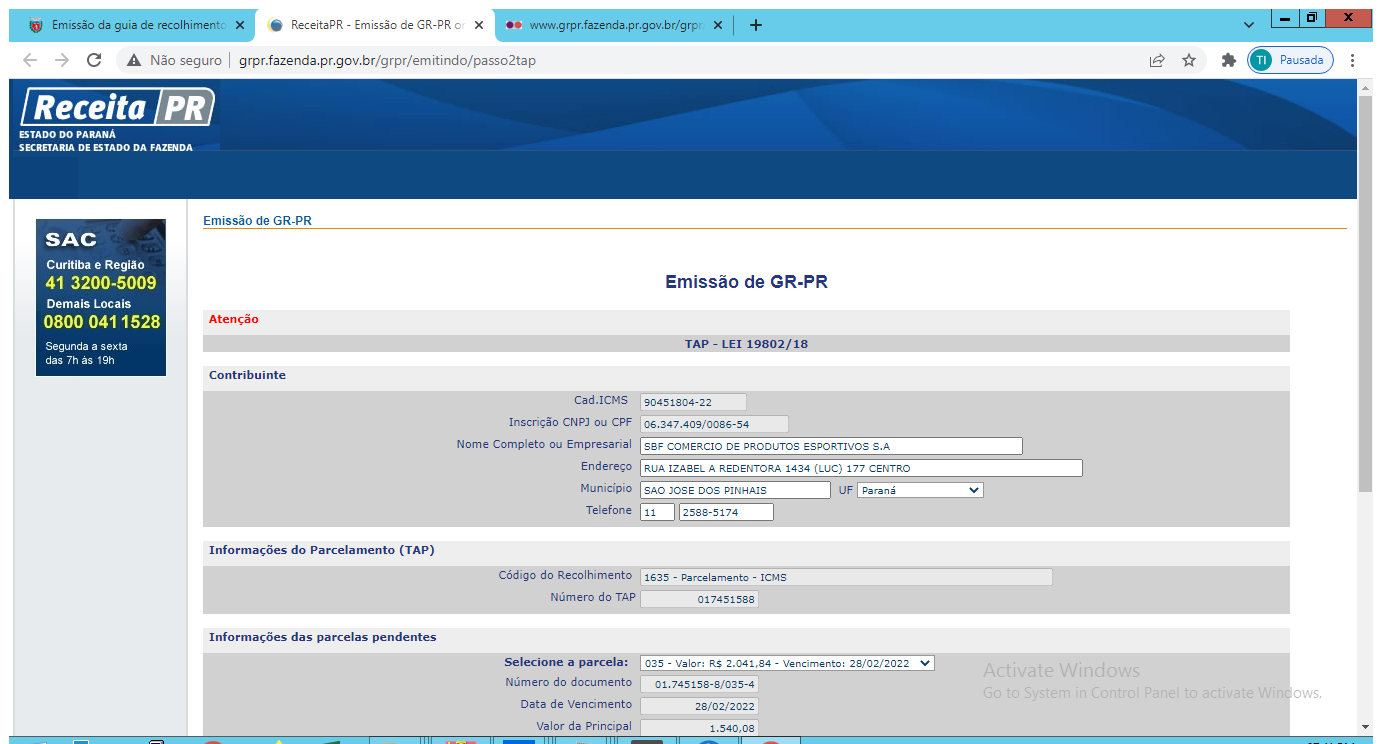 Emissão da guia de recolhimento
ReceitaPR - Emissão de GR-PR on
www.grpr.fazenda.pr.gov.br/grpr
Não seguro
grpr.fazenda.pr.gov.br/grpr/emitindo/passo2tap
TI Pausada
Receita PR
ESTADO DO PARANÁ
SECRETARIA DE ESTADO DA FAZENDA
SAC
Curitiba e Região
41 3200-5009
Demais Locais
0800 041 1528
Segunda a sexta
das 7h às 19h
Emissão de GR-PR
Emissão de GR-PR
Atenção
TAP - LEI 19802/18
Contribuinte
Cad.ICMS 90451804-22
Inscrição CNPJ ou CPF 06.347.409/0086-54
Nome Completo ou Empresarial SBF COMERCIO DE PRODUTOS ESPORTIVOS S.A
Endereço RUA IZABEL A REDENTORA 1434 (LUC) 177 CENTRO
Município SAO JOSE DOS PINHAIS UF Paraná
Telefone 11 2588-5174
Informações do Parcelamento (TAP)
Código do Recolhimento 1635 - Parcelamento - ICMS
Número do TAP 017451588
Informações das parcelas pendentes
Selecione a parcela: 035 - Valor: R$ 2.041,84 - Vencimento: 28/02/2022
Número do documento 01.745158-8/035-4
Data de Vencimento 28/02/2022
Valor da Principal 1.540,08
Activate Windows
Go to System in Control Panel to activate Windows.